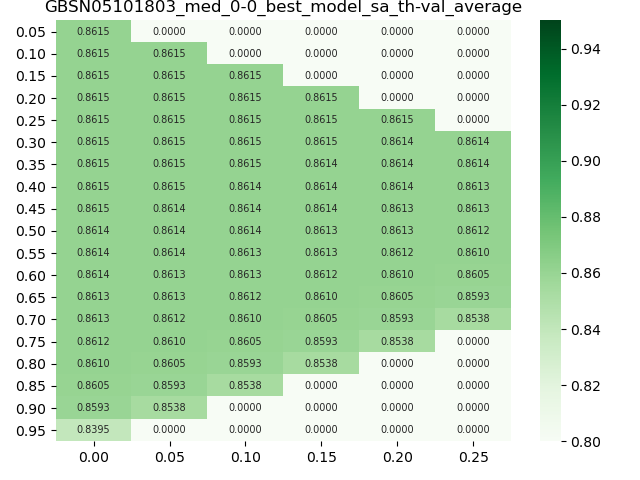 GBSN05101803_med_0-0_best_model_sa_th-val_average
0.05 0.8615 0.0000 0.0000 0.0000 0.0000 0.0000
0.10 0.8615 0.8615 0.0000 0.0000 0.0000 0.0000
0.15 0.8615 0.8615 0.8615 0.0000 0.0000 0.0000
0.20 0.8615 0.8615 0.8615 0.8615 0.0000 0.0000
0.25 0.8615 0.8615 0.8615 0.8615 0.8615 0.0000
0.30 0.8615 0.8615 0.8615 0.8615 0.8614 0.8614
0.35 0.8615 0.8615 0.8615 0.8614 0.8614 0.8614
0.40 0.8615 0.8615 0.8614 0.8614 0.8614 0.8613
0.45 0.8615 0.8614 0.8614 0.8614 0.8613 0.8613
0.50 0.8614 0.8614 0.8614 0.8613 0.8613 0.8612
0.55 0.8614 0.8614 0.8613 0.8613 0.8612 0.8610
0.60 0.8614 0.8613 0.8613 0.8612 0.8610 0.8605
0.65 0.8613 0.8613 0.8612 0.8610 0.8605 0.8593
0.70 0.8613 0.8612 0.8610 0.8605 0.8593 0.8538
0.75 0.8612 0.8610 0.8605 0.8593 0.8538 0.0000
0.80 0.8610 0.8605 0.8593 0.8538 0.0000 0.0000
0.85 0.8605 0.8593 0.8538 0.0000 0.0000 0.0000
0.90 0.8593 0.8538 0.0000 0.0000 0.0000 0.0000
0.95 0.8395 0.0000 0.0000 0.0000 0.0000 0.0000
0.00 0.05 0.10 0.15 0.20 0.25
0.94
0.92
0.90
0.88
0.86
0.84
0.82
0.80